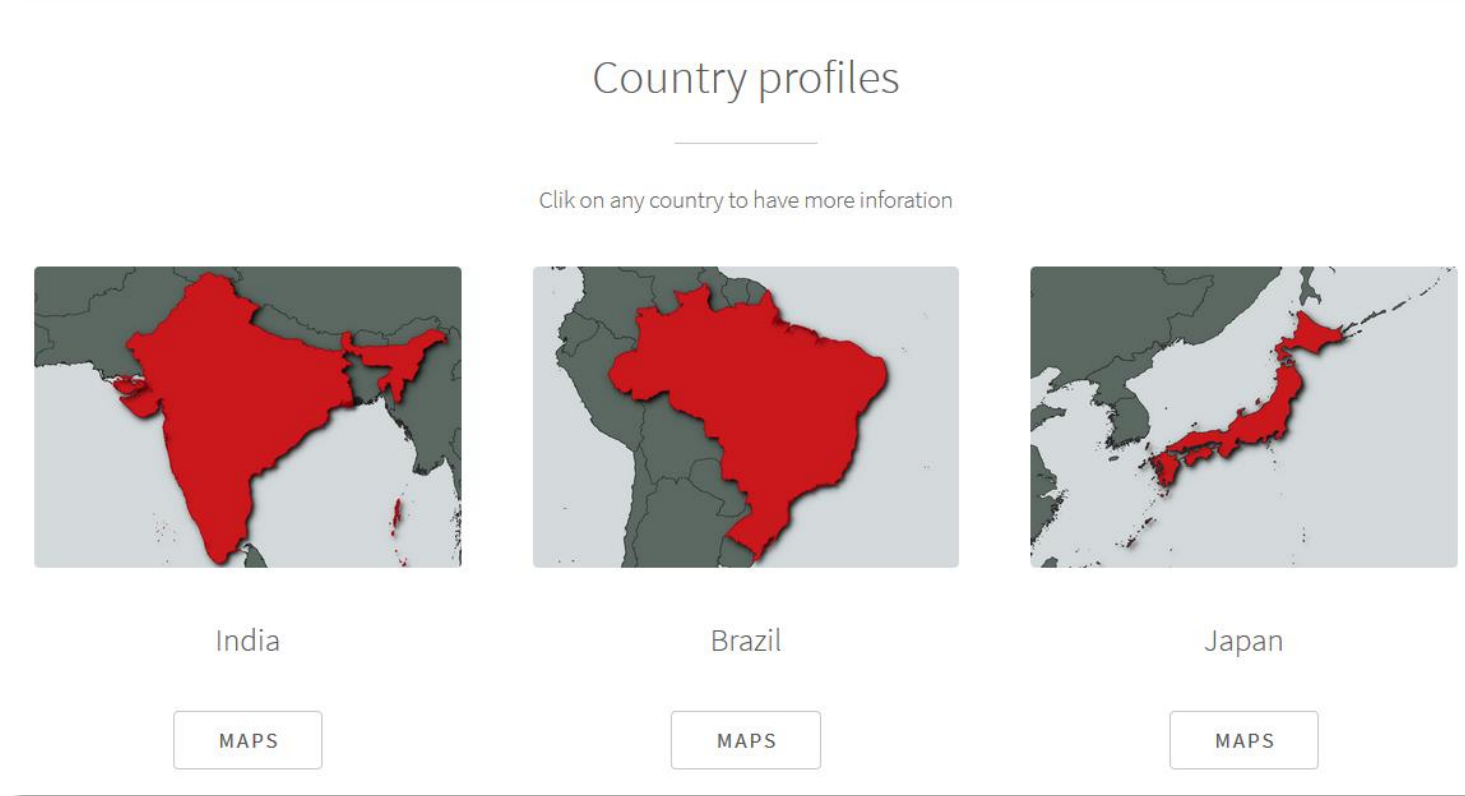 Country profiles
Clik on any country to have more inforation
India
Brazil
Japan
MAPS
MAPS
MAPS